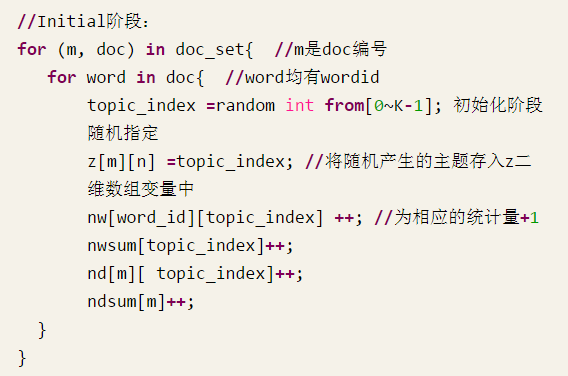 //Initial阶段：
for (m, doc) in doc_set{  //m是doc编号
   for word in doc{  //word均有wordid
       topic_index =random int from[0~K-1]; 初始化阶段
       随机指定
       z[m][n] =topic_index; //将随机产生的主题存入z二
       维数组变量中
       nw[word_id][topic_index] ++; //为相应的统计量+1
       nwsum[topic_index]++;
       nd[m][ topic_index]++;
       ndsum[m]++;
  }
}